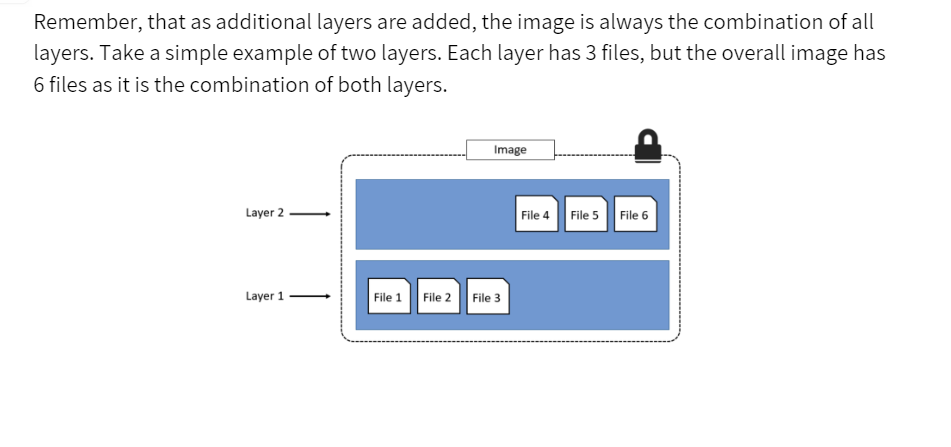 Remember, that as additional layers are added, the image is always the combination of all
layers. Take a simple example of two layers. Each layer has 3 files, but the overall image has
6 files as it is the combination of both layers.
Image
Layer 2
File 4
File 5
File 6
Layer 1
File 1
File 2
File 3